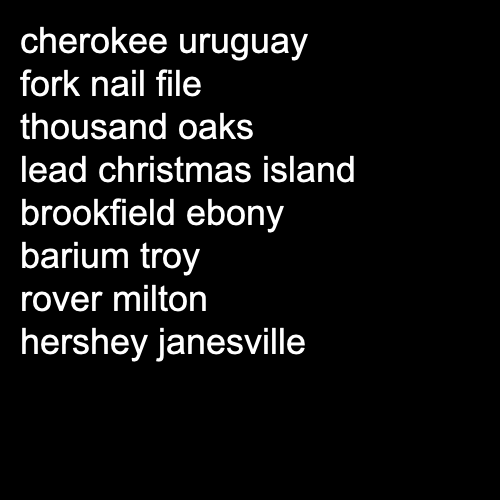 cherokee uruguay
fork nail file
thousand oaks
lead christmas island
brookfield ebony
barium troy
rover milton
hershey janesville